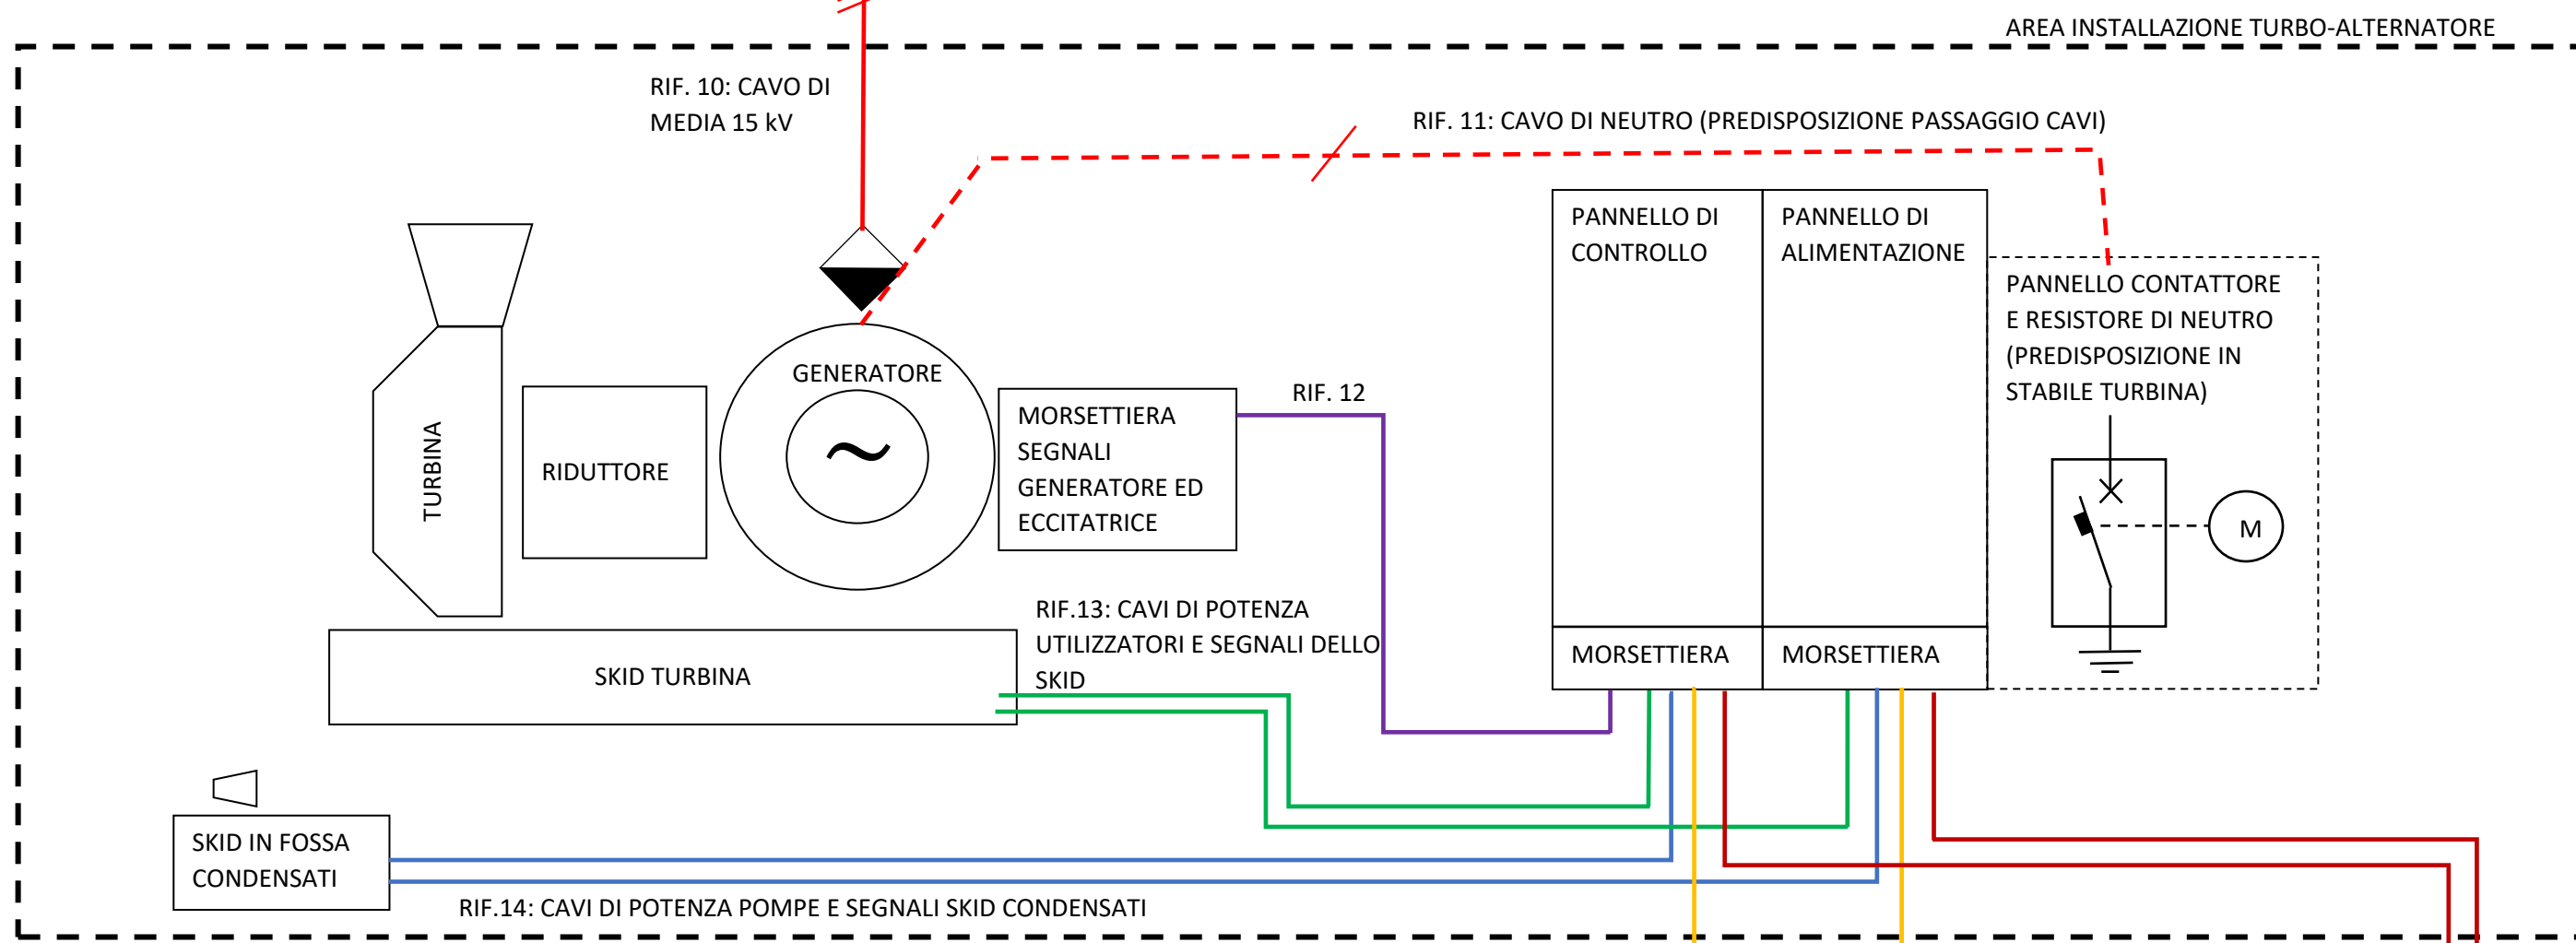 AREA INSTALLAZIONE TURBO-ALTERNATORE
RIF. 10: CAVO DI
MEDIA 15 kV
RIF. 11: CAVO DI NEUTRO (PREDISPOSIZIONE PASSAGGIO CAVI)
PANNELLO DI
CONTROLLO
PANNELLO DI
ALIMENTAZIONE
PANNELLO CONTATTORE
E RESISTORE DI NEUTRO
(PREDISPOSIZIONE IN
STABILE TURBINA)
M
TURBINA
RIDUTTORE
GENERATORE
~
MORSETTIERA
SEGNALI
GENERATORE ED
ECCITATRICE
RIF. 12
RIF.13: CAVI DI POTENZA
UTILIZZATORI E SEGNALI DELLO
SKID
MORSETTIERA
MORSETTIERA
SKID TURBINA
SKID IN FOSSA
CONDENSATI
RIF.14: CAVI DI POTENZA POMPE E SEGNALI SKID CONDENSATI